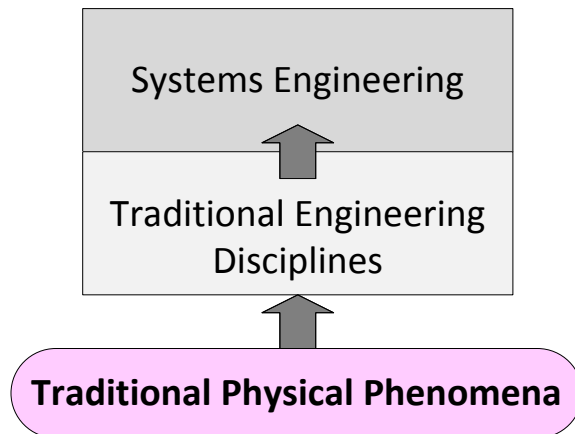 Systems Engineering
Traditional Engineering
Disciplines
Traditional Physical Phenomena